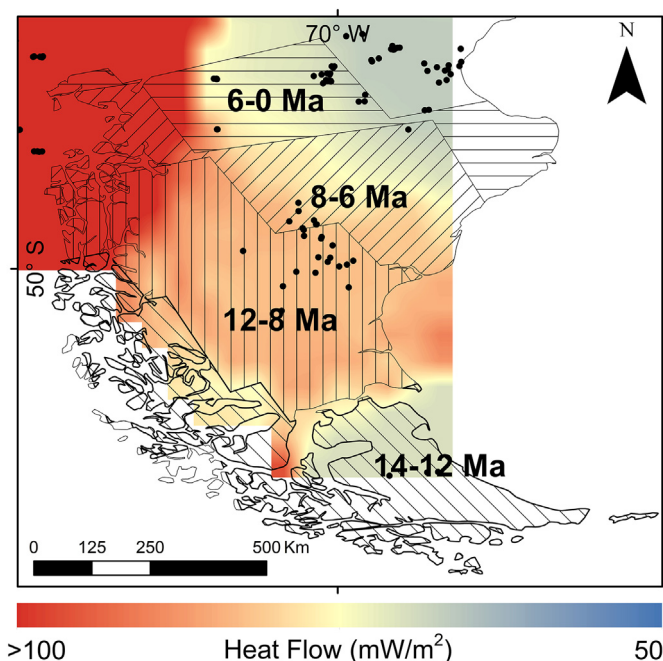 70° W
N
6-0 Ma
8-6 Ma
50° S
12-8 Ma
14-12 Ma
0 125 250 500 Km
>100 Heat Flow (mW/m²) 50